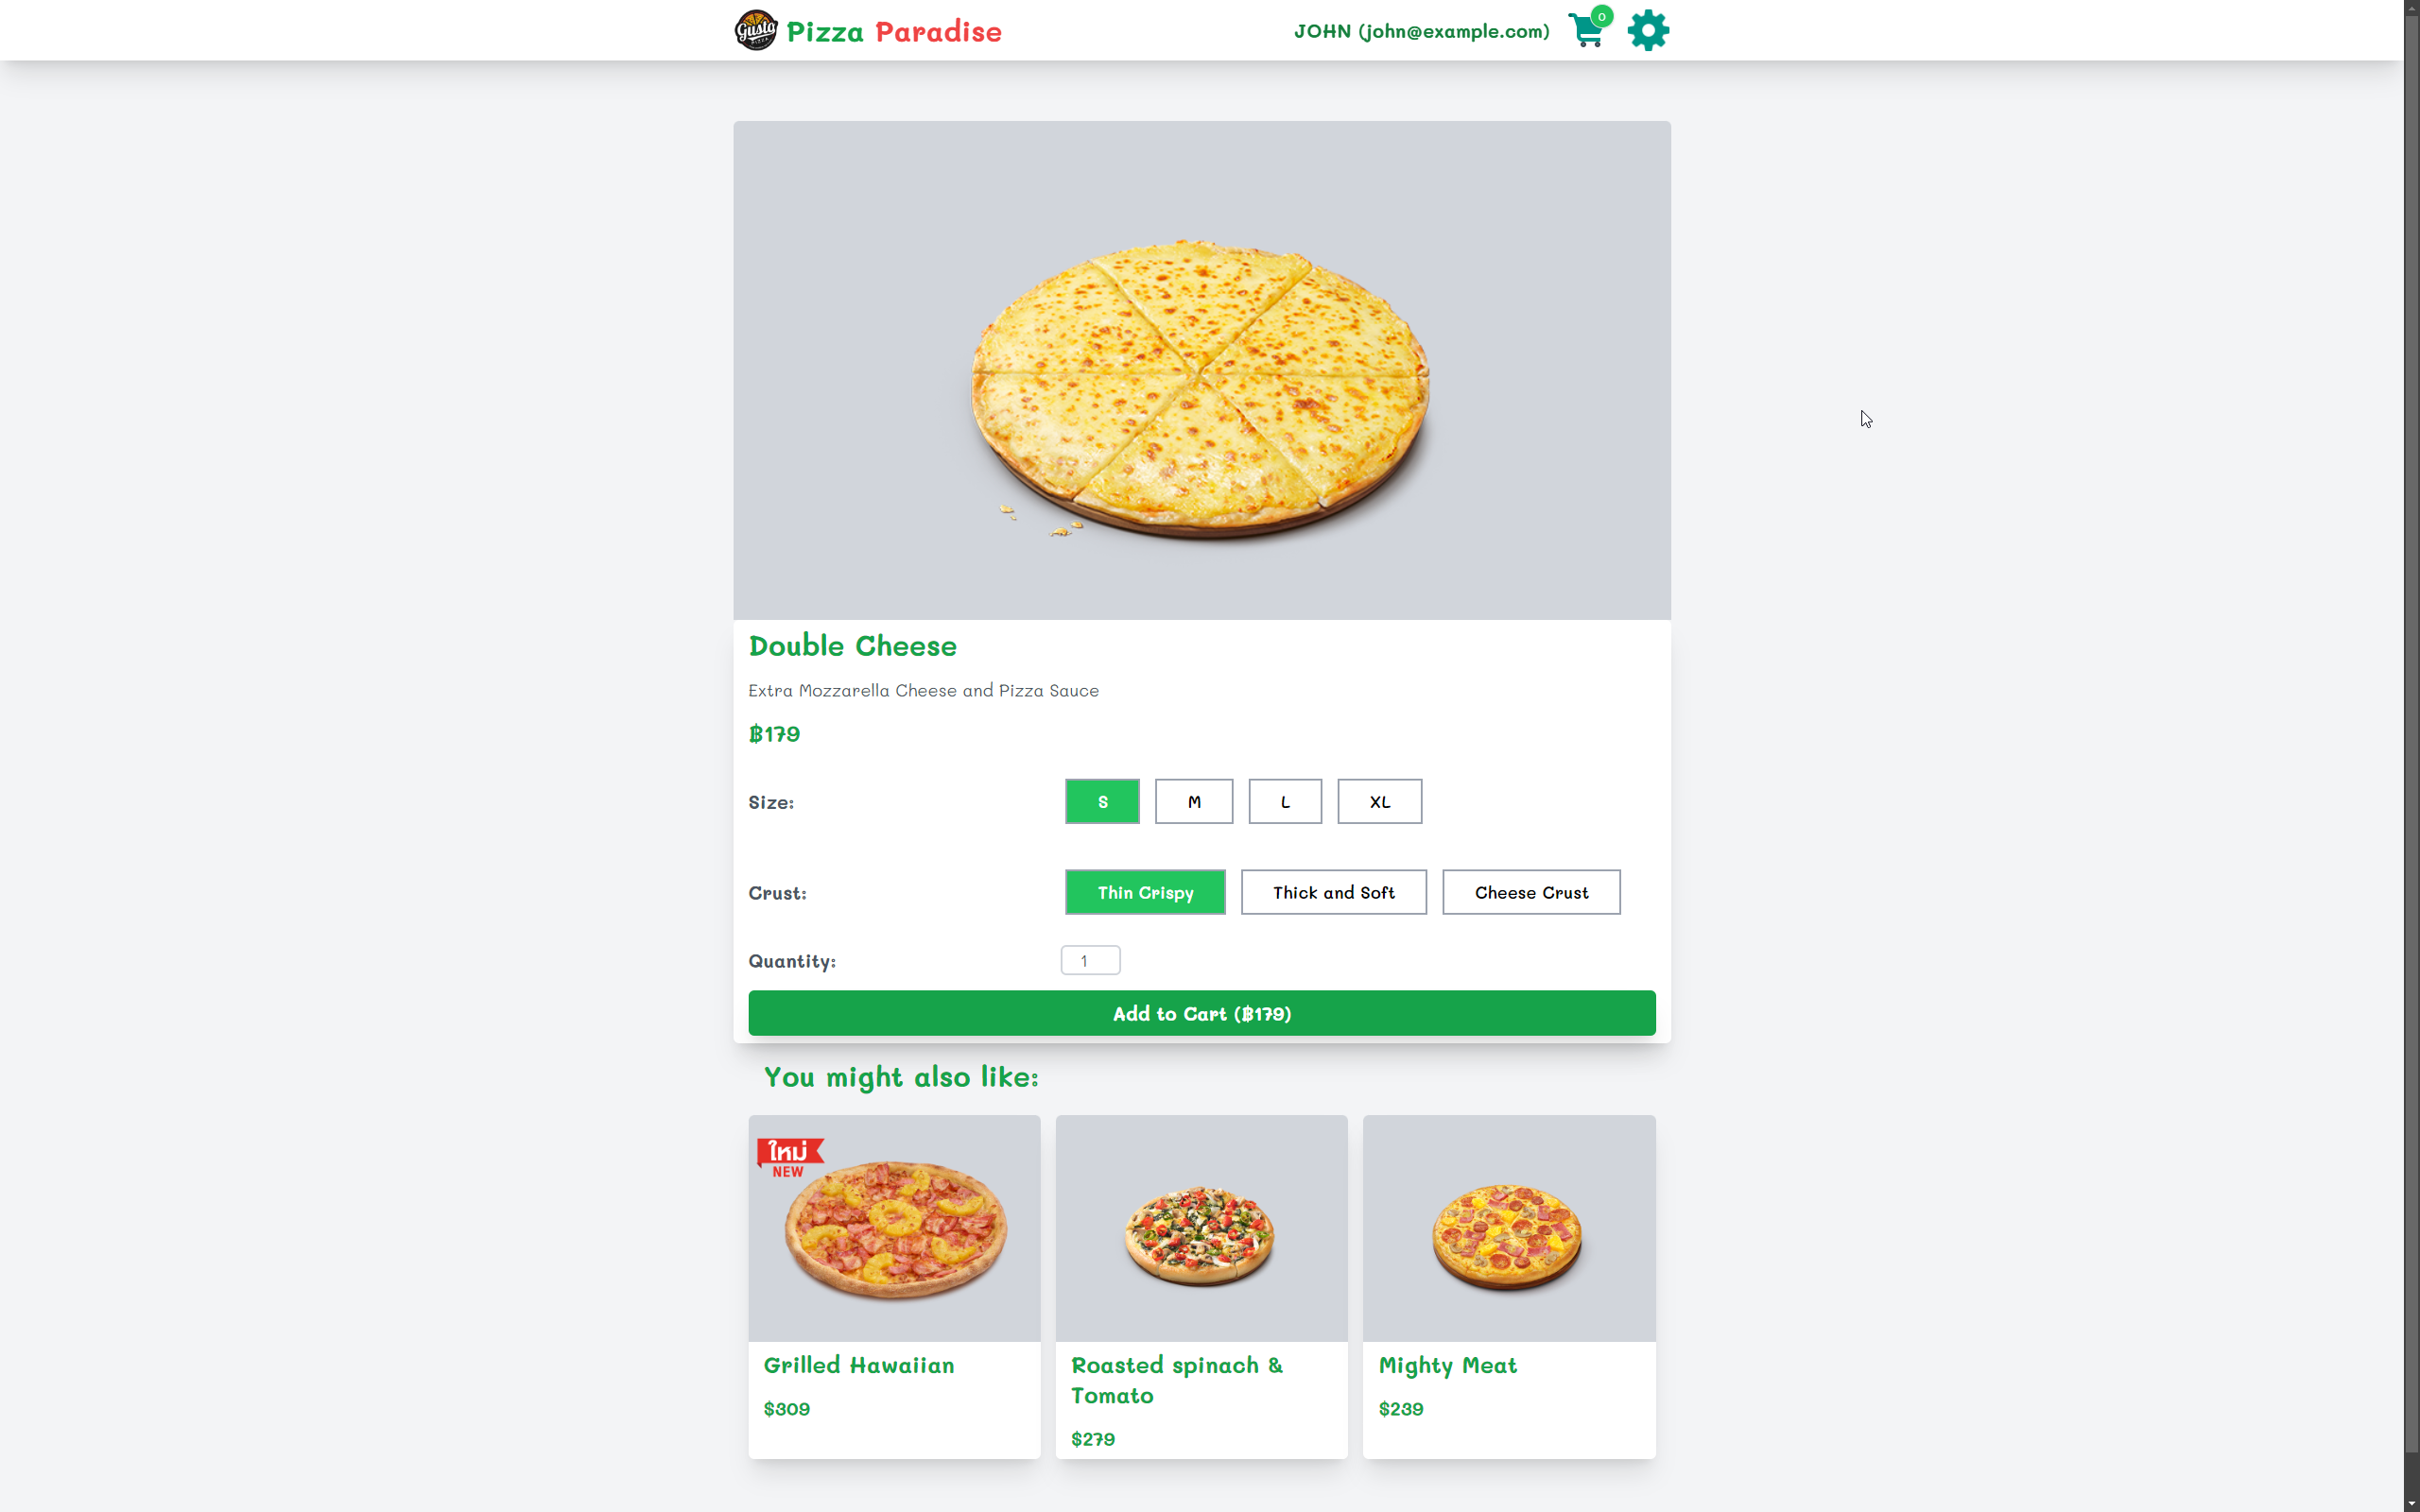 Gusto
PIZZA
Pizza Paradise
JOHN (john@example.com)
0
Double Cheese
Extra Mozzarella Cheese and Pizza Sauce
฿179
Size:
S
M
L
XL
Crust:
Thin Crispy
Thick and Soft
Cheese Crust
Quantity:
1
Add to Cart (฿179)
You might also like:
ใหม่
NEW
Grilled Hawaiian
$309
Roasted spinach &
Tomato
$279
Mighty Meat
$239